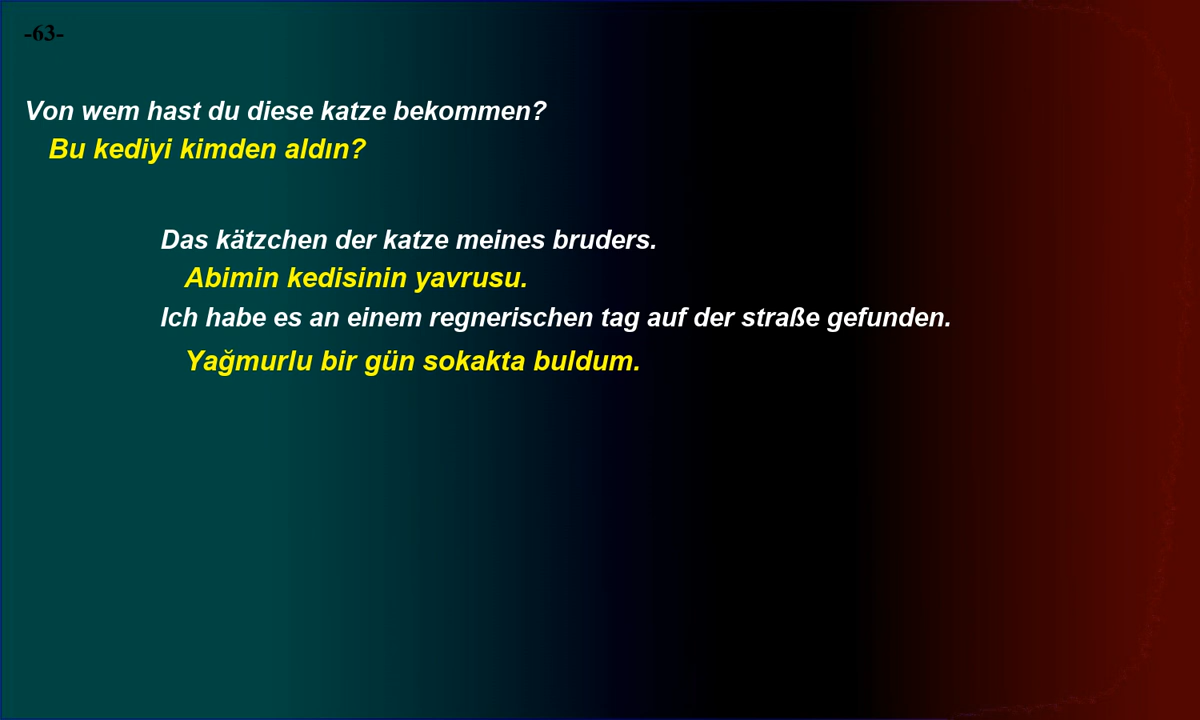 -63-
Von wem hast du diese katze bekommen?
Bu kediyi kimden aldın?
Das kätzchen der katze meines bruders.
Abimin kedisinin yavrusu.
Ich habe es an einem regnerischen tag auf der straße gefunden.
Yağmurlu bir gün sokakta buldum.